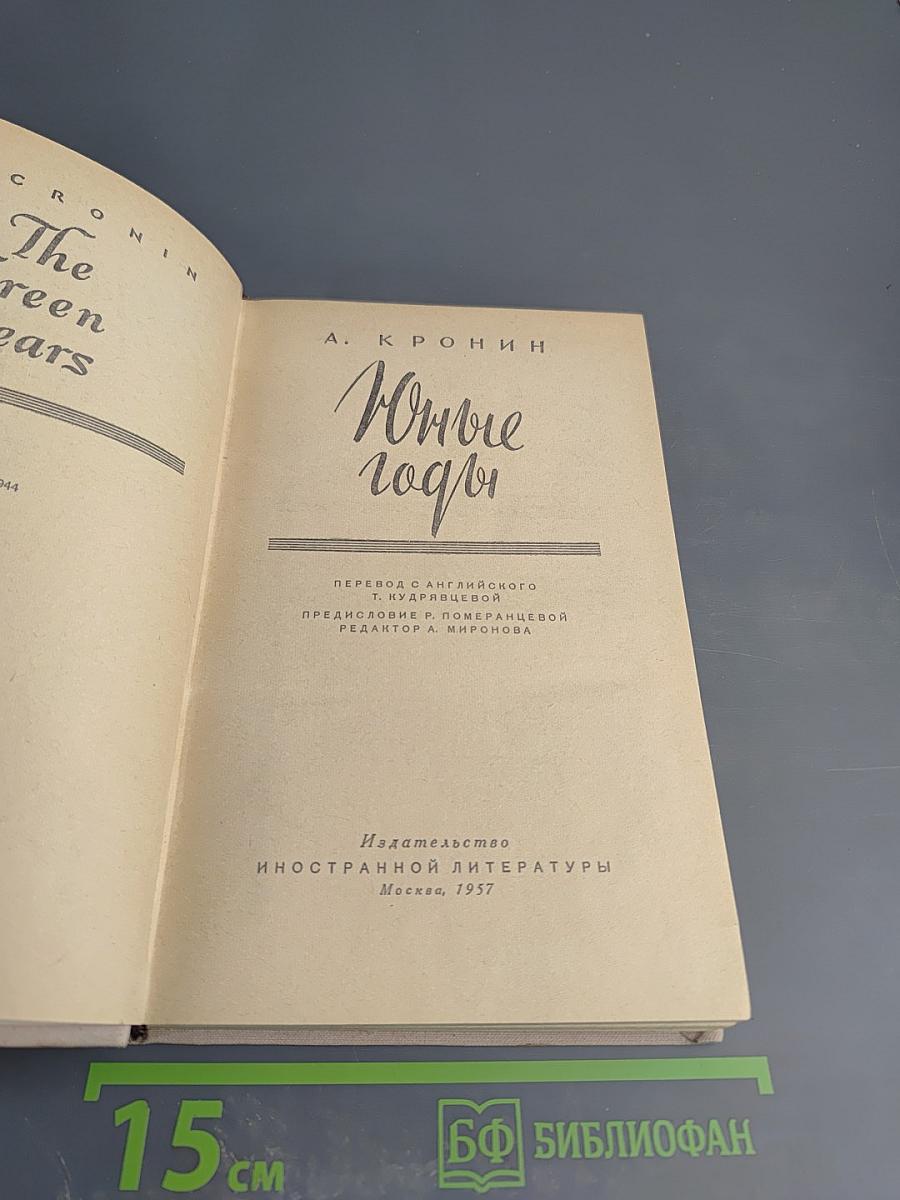 CRONIN
The
reen
ears
944
А. КРОНИН
Юные
годы
ПЕРЕВОД С АНГЛИЙСКОГО
Т. КУДРЯВЦЕВОЙ
ПРЕДИСЛОВИЕ Р. ПОМЕРАНЦЕВОЙ
РЕДАКТОР А. МИРОНОВА
Издательство
ИНОСТРАННОЙ ЛИТЕРАТУРЫ
Москва, 1957
15 см
БФ БИБЛИОФАН